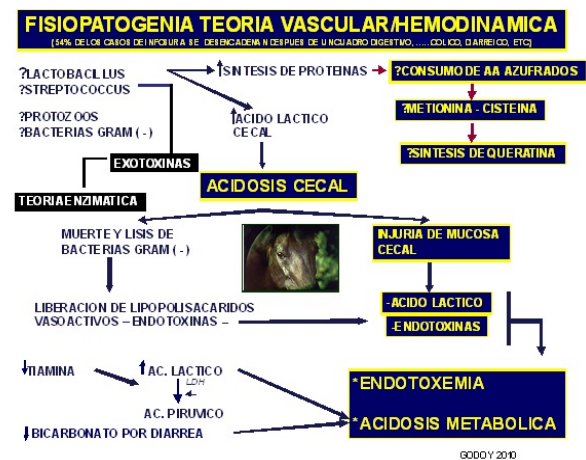 FISIOPATOGENIA TEORIA VASCULAR/HEMODINAMICA
(54% DE LOS CASOS DE INFOSURA SE DESENCADENAN DESPUES DE UN CUADRO DIGESTIVO,.....COLICO, DIARREICO, ETC)
?LACTOBACILLUS
?STREPTOCOCCUS
?PROTOZOOS
?BACTERIAS GRAM (-)
↑SINTESIS DE PROTEINAS
?CONSUMO DE AA AZUFRADOS
?METIONINA - CISTEINA
?SINTESIS DE QUERATINA
↑ACIDO LACTICO
CECAL
EXOTOXINAS
TEORIA ENZIMATICA
ACIDOSIS CECAL
MUERTE Y LISIS DE
BACTERIAS GRAM (-)
INJURIA DE MUCOSA
CECAL
LIBERACION DE LIPOPOLISACARIDOS
VASOACTIVOS – ENDOTOXINAS –
-ACIDO LACTICO
-ENDOTOXINAS
↓TIAMINA
↑ AC. LACTICO
LDH
AC. PIRUVICO
↓BICARBONATO POR DIARREA
*ENDOTOXEMIA
*ACIDOSIS METABOLICA
GODOY 2010